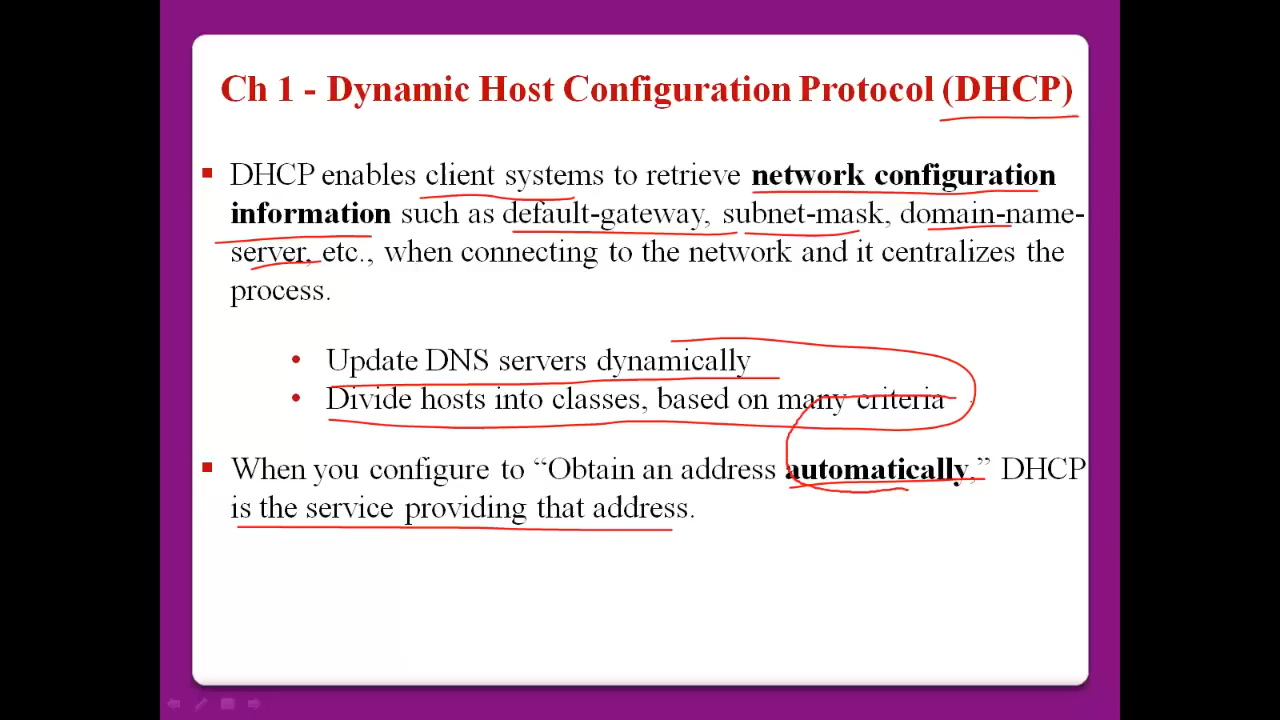 Ch 1 - Dynamic Host Configuration Protocol (DHCP)
DHCP enables client systems to retrieve network configuration
information such as default-gateway, subnet-mask, domain-name-
server, etc., when connecting to the network and it centralizes the
process.
Update DNS servers dynamically
Divide hosts into classes, based on many criteria
When you configure to “Obtain an address automatically,” DHCP
is the service providing that address.